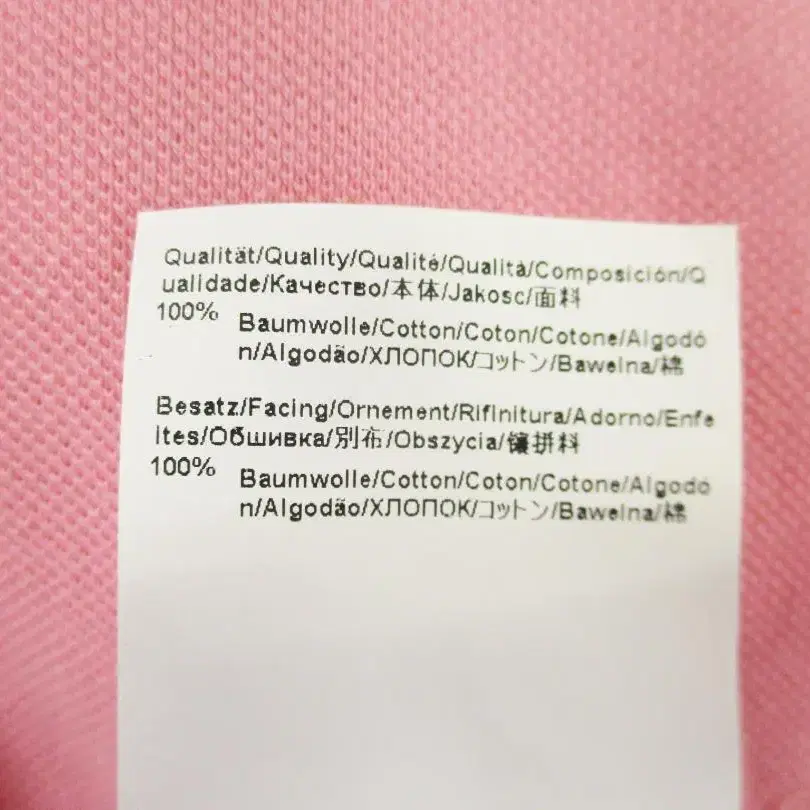 Qualität/Quality/Qualité/Qualità/Composición/Q
ualidade/Качество/本体/Jakosc/面料
100% Baumwolle/Cotton/Coton/Cotone/Algodó
n/Algodão/ХЛОПОК/コットン/Bawelna/棉
Besatz/Facing/Ornement/Rifinitura/Adorno/Enfe
ites/Обшивка/別布/Obszycia/镶拼料
100% Baumwolle/Cotton/Coton/Cotone/Algodó
n/Algodão/ХЛОПОК/コットン/Bawelna/棉